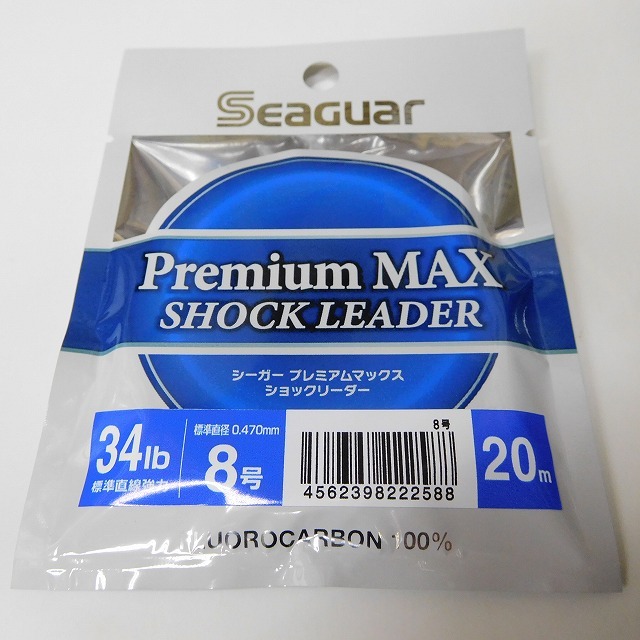 Seaguar
Premium MAX
SHOCK LEADER
シーガー プレミアムマックス
ショックリーダー
34lb
標準直線強力
標準直径 0.470mm
8号
8号
4562398222588
20m
LUOROCARBON 100%